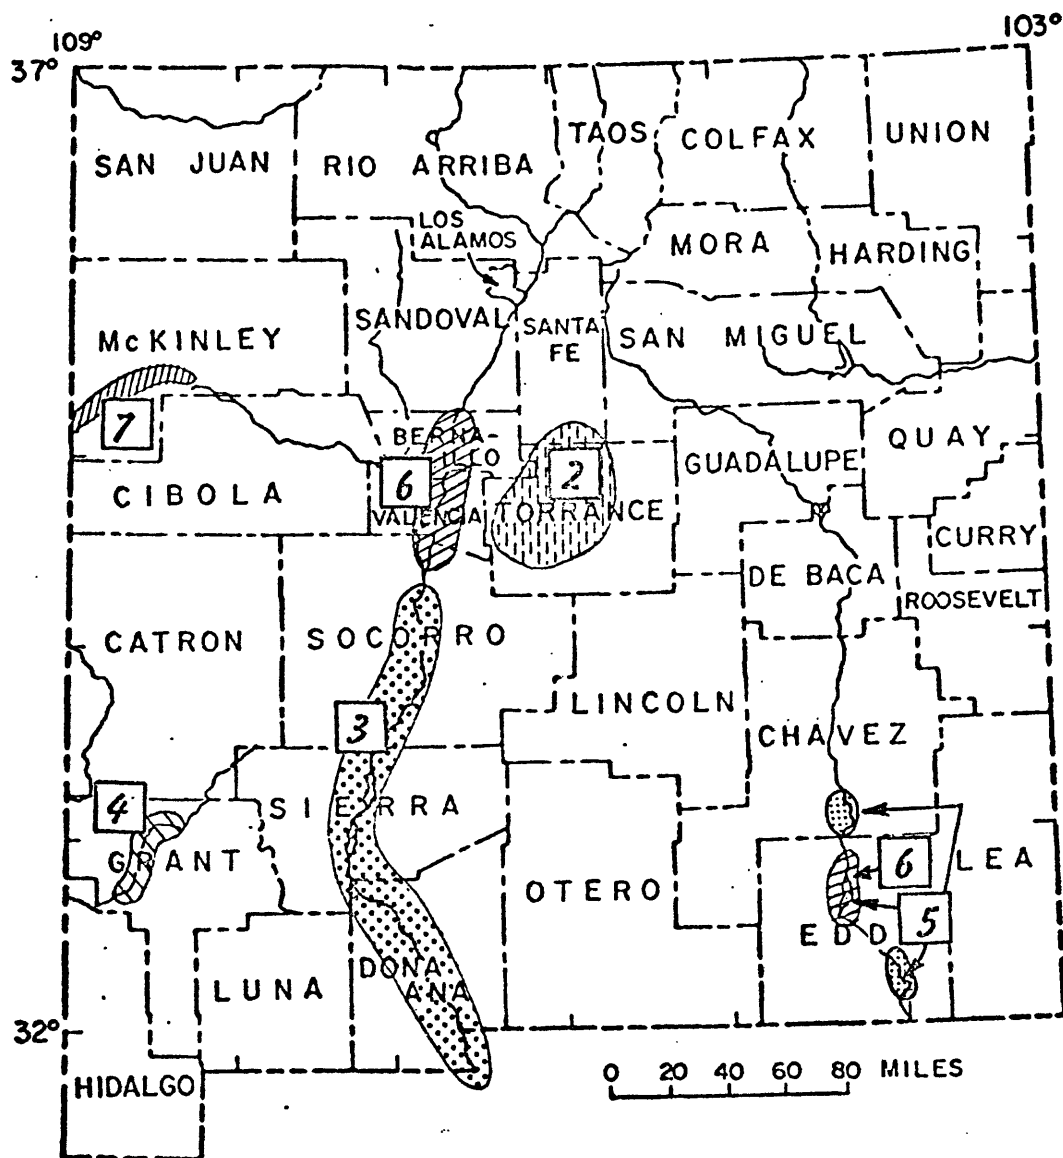 109°
103°
37°
SAN JUAN
RIO ARRIBA
TAOS
COLFAX
UNION
LOS
ALAMOS
MORA
HARDING
McKINLEY
SANDOVAL
SANTA
FE
SAN MIGUEL
7
CIBOLA
BERNA-
LILLO
6
2
GUADALUPE
QUAY
VALENCIA
TORRANCE
CURRY
DE BACA
ROOSEVELT
CATRON
SOCORRO
LINCOLN
3
CHAVEZ
4
SIERRA
GRANT
OTERO
6
LEA
5
EDD
LUNA
DONA
ANA
32°
HIDALGO
0 20 40 80 MILES